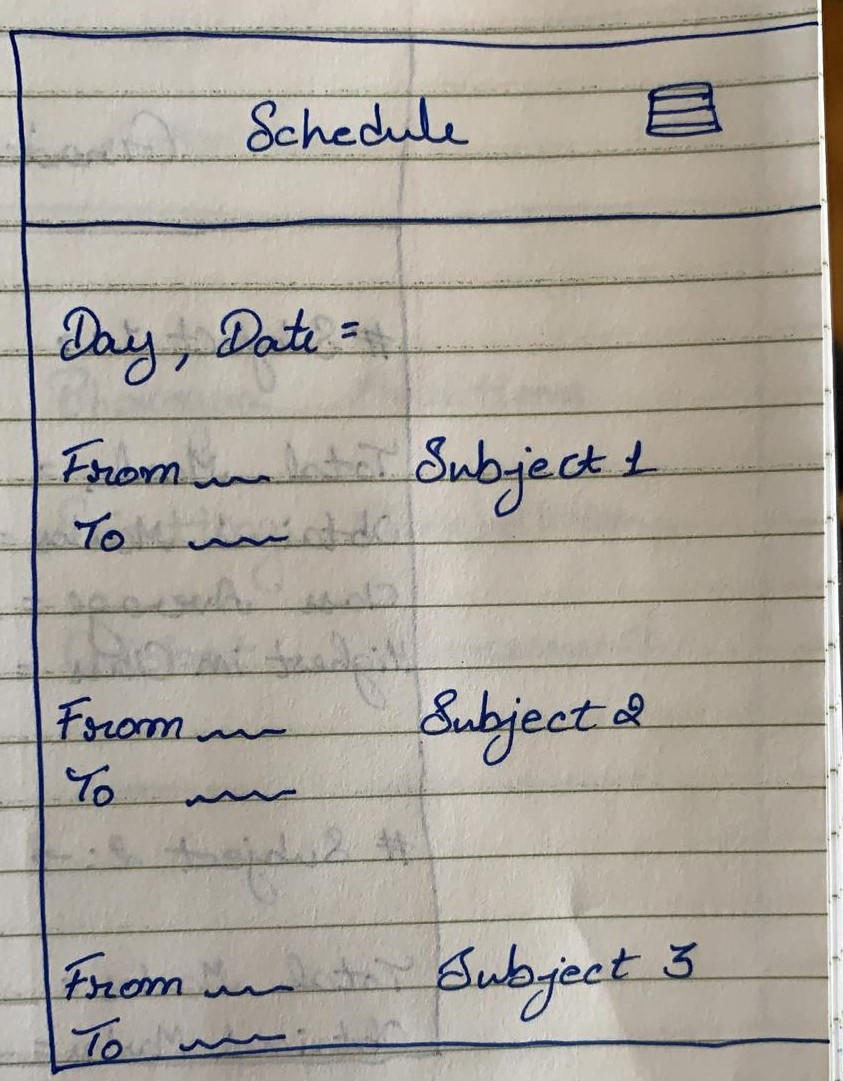 Schedule
Day, Date =
From Subject 1
To
From Subject 2
To
From Subject 3
To